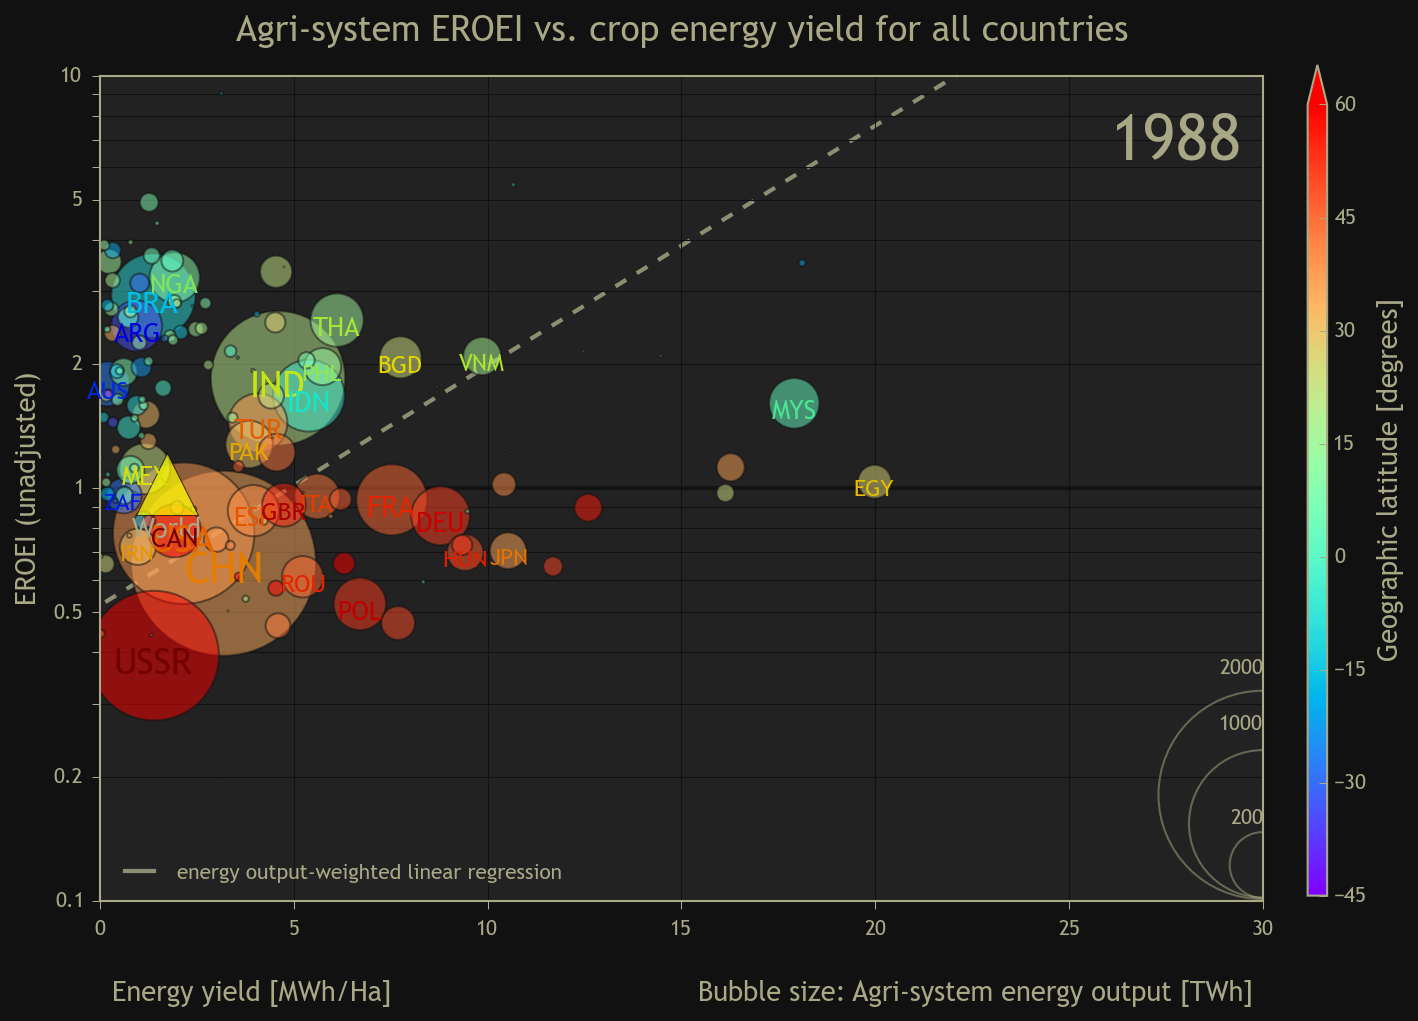 Agri-system EROEI vs. crop energy yield for all countries
1988
EROEI (unadjusted)
10
5
2
1
0.5
0.2
0.1
0
5
10
15
20
25
30
Energy yield [MWh/Ha]
Bubble size: Agri-system energy output [TWh]
energy output-weighted linear regression
NGA
BRA
ARG
THA
BGD
VNM
AUS
IND
PHL
IDN
MYS
TUR
PAK
MEX
ZAF
World
CAN
USA
IRN
CHN
ESP
GBR
ITA
FRA
DEU
HUN
JPN
EGY
ROU
POL
USSR
2000
1000
200
60
45
30
15
0
−15
−30
−45
Geographic latitude [degrees]